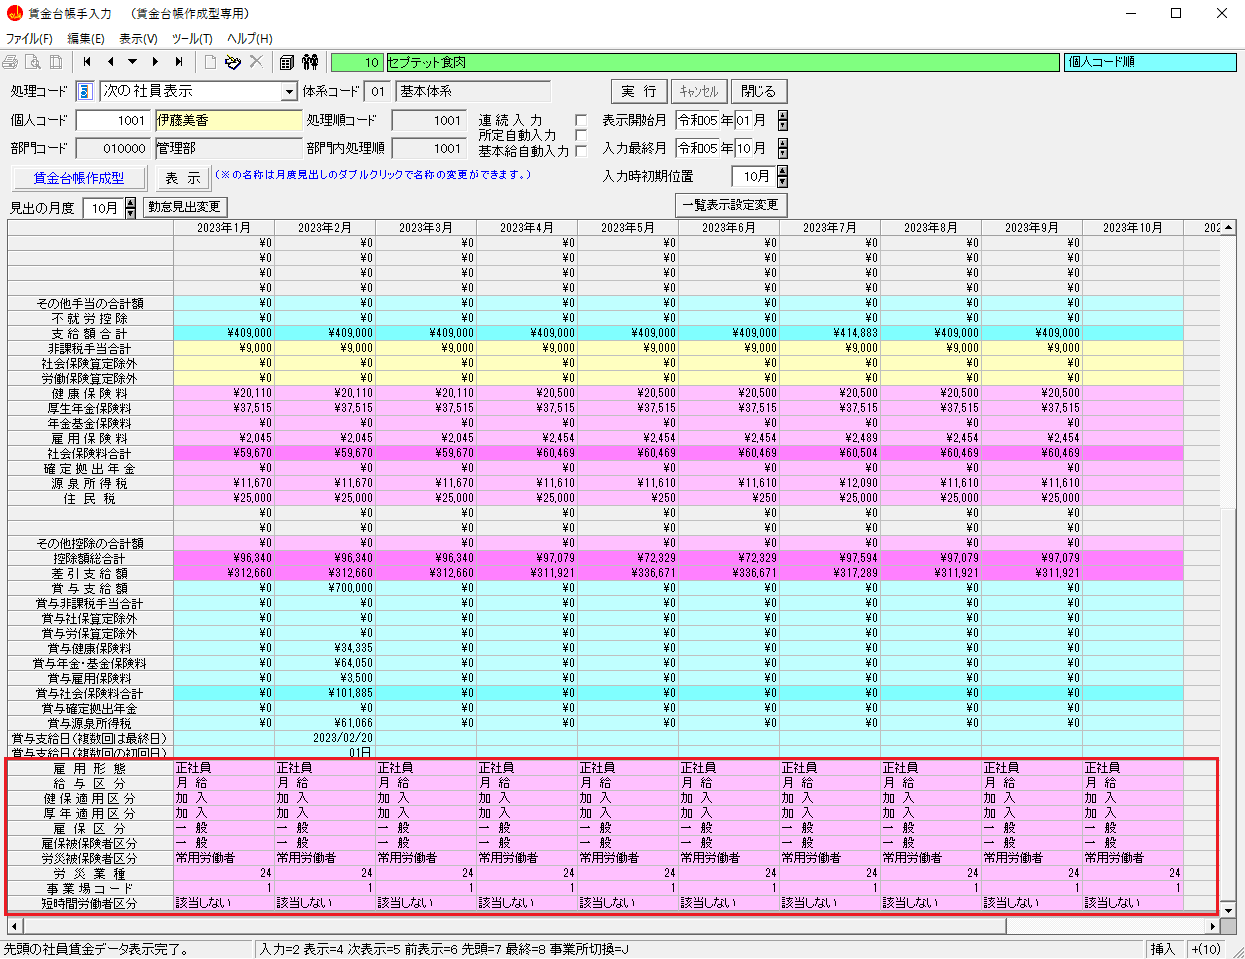 賃金台帳手入力　（賃金台帳作成型専用）
ファイル(F)　編集(E)　表示(V)　ツール(T)　ヘルプ(H)
10 セプテット食肉 個人コード順
処理コード 5 次の社員表示 体系コード 01 基本体系 実 行 キャンセル 閉じる
個人コード 1001 伊藤美香 処理順コード 1001 連 続 入 力 表示開始月 令和05 年 01 月
所定自動入力
部門コード 010000 管理部 部門内処理順 1001 基本給自動入力 入力最終月 令和05 年 10 月
賃金台帳作成型 表 示 (※の名称は月度見出しのダブルクリックで名称の変更ができます。) 入力時初期位置 10月
見出の月度 10月 勤怠見出変更 一覧表示設定変更
2023年1月 2023年2月 2023年3月 2023年4月 2023年5月 2023年6月 2023年7月 2023年8月 2023年9月 2023年10月 202
¥0 ¥0 ¥0 ¥0 ¥0 ¥0 ¥0 ¥0 ¥0
¥0 ¥0 ¥0 ¥0 ¥0 ¥0 ¥0 ¥0 ¥0
¥0 ¥0 ¥0 ¥0 ¥0 ¥0 ¥0 ¥0 ¥0
¥0 ¥0 ¥0 ¥0 ¥0 ¥0 ¥0 ¥0 ¥0
その他手当の合計額 ¥0 ¥0 ¥0 ¥0 ¥0 ¥0 ¥0 ¥0 ¥0
不 就 労 控 除 ¥0 ¥0 ¥0 ¥0 ¥0 ¥0 ¥0 ¥0 ¥0
支 給 額 合 計 ¥409,000 ¥409,000 ¥409,000 ¥409,000 ¥409,000 ¥409,000 ¥414,883 ¥409,000 ¥409,000
非課税手当合計 ¥9,000 ¥9,000 ¥9,000 ¥9,000 ¥9,000 ¥9,000 ¥9,000 ¥9,000 ¥9,000
社会保険算定除外 ¥0 ¥0 ¥0 ¥0 ¥0 ¥0 ¥0 ¥0 ¥0
労働保険算定除外 ¥0 ¥0 ¥0 ¥0 ¥0 ¥0 ¥0 ¥0 ¥0
健 康 保 険 料 ¥20,110 ¥20,110 ¥20,110 ¥20,500 ¥20,500 ¥20,500 ¥20,500 ¥20,500 ¥20,500
厚生年金保険料 ¥37,515 ¥37,515 ¥37,515 ¥37,515 ¥37,515 ¥37,515 ¥37,515 ¥37,515 ¥37,515
年金基金保険料 ¥0 ¥0 ¥0 ¥0 ¥0 ¥0 ¥0 ¥0 ¥0
雇 用 保 険 料 ¥2,045 ¥2,045 ¥2,045 ¥2,454 ¥2,454 ¥2,454 ¥2,489 ¥2,454 ¥2,454
社会保険料合計 ¥59,670 ¥59,670 ¥59,670 ¥60,469 ¥60,469 ¥60,469 ¥60,504 ¥60,469 ¥60,469
確 定 拠 出 年 金 ¥0 ¥0 ¥0 ¥0 ¥0 ¥0 ¥0 ¥0 ¥0
源 泉 所 得 税 ¥11,670 ¥11,670 ¥11,670 ¥11,610 ¥11,610 ¥11,610 ¥12,090 ¥11,610 ¥11,610
住 民 税 ¥25,000 ¥25,000 ¥25,000 ¥25,000 ¥250 ¥250 ¥25,000 ¥25,000 ¥25,000
¥0 ¥0 ¥0 ¥0 ¥0 ¥0 ¥0 ¥0 ¥0
¥0 ¥0 ¥0 ¥0 ¥0 ¥0 ¥0 ¥0 ¥0
その他控除の合計額 ¥0 ¥0 ¥0 ¥0 ¥0 ¥0 ¥0 ¥0 ¥0
控除額総合計 ¥96,340 ¥96,340 ¥96,340 ¥97,079 ¥72,329 ¥72,329 ¥97,594 ¥97,079 ¥97,079
差 引 支 給 額 ¥312,660 ¥312,660 ¥312,660 ¥311,921 ¥336,671 ¥336,671 ¥317,289 ¥311,921 ¥311,921
賞 与 支 給 額 ¥0 ¥700,000 ¥0 ¥0 ¥0 ¥0 ¥0 ¥0 ¥0
賞与非課税手当合計 ¥0 ¥0 ¥0 ¥0 ¥0 ¥0 ¥0 ¥0 ¥0
賞与社保算定除外 ¥0 ¥0 ¥0 ¥0 ¥0 ¥0 ¥0 ¥0 ¥0
賞与労保算定除外 ¥0 ¥0 ¥0 ¥0 ¥0 ¥0 ¥0 ¥0 ¥0
賞与健康保険料 ¥0 ¥34,335 ¥0 ¥0 ¥0 ¥0 ¥0 ¥0 ¥0
賞与年金・基金保険料 ¥0 ¥64,050 ¥0 ¥0 ¥0 ¥0 ¥0 ¥0 ¥0
賞与雇用保険料 ¥0 ¥3,500 ¥0 ¥0 ¥0 ¥0 ¥0 ¥0 ¥0
賞与社会保険料合計 ¥0 ¥101,885 ¥0 ¥0 ¥0 ¥0 ¥0 ¥0 ¥0
賞与確定拠出年金 ¥0 ¥0 ¥0 ¥0 ¥0 ¥0 ¥0 ¥0 ¥0
賞与源泉所得税 ¥0 ¥61,066 ¥0 ¥0 ¥0 ¥0 ¥0 ¥0 ¥0
賞与支給日(複数回は最終日) 2023/02/20
賞与支給日(複数回の初回日) 01日
雇 用 形 態 正社員 正社員 正社員 正社員 正社員 正社員 正社員 正社員 正社員 正社員
給 与 区 分 月 給 月 給 月 給 月 給 月 給 月 給 月 給 月 給 月 給 月 給
健保適用区分 加 入 加 入 加 入 加 入 加 入 加 入 加 入 加 入 加 入 加 入
厚年適用区分 加 入 加 入 加 入 加 入 加 入 加 入 加 入 加 入 加 入 加 入
雇 保 区 分 一 般 一 般 一 般 一 般 一 般 一 般 一 般 一 般 一 般 一 般
雇保被保険者区分 一 般 一 般 一 般 一 般 一 般 一 般 一 般 一 般 一 般 一 般
労災被保険者区分 常用労働者 常用労働者 常用労働者 常用労働者 常用労働者 常用労働者 常用労働者 常用労働者 常用労働者 常用労働者
労 災 業 種 24 24 24 24 24 24 24 24 24 24
事業場コード 1 1 1 1 1 1 1 1 1 1
短時間労働者区分 該当しない 該当しない 該当しない 該当しない 該当しない 該当しない 該当しない 該当しない 該当しない 該当しない
先頭の社員賃金データ表示完了。 入力=2 表示=4 次表示=5 前表示=6 先頭=7 最終=8 事業所切換=J 挿入 +(10)